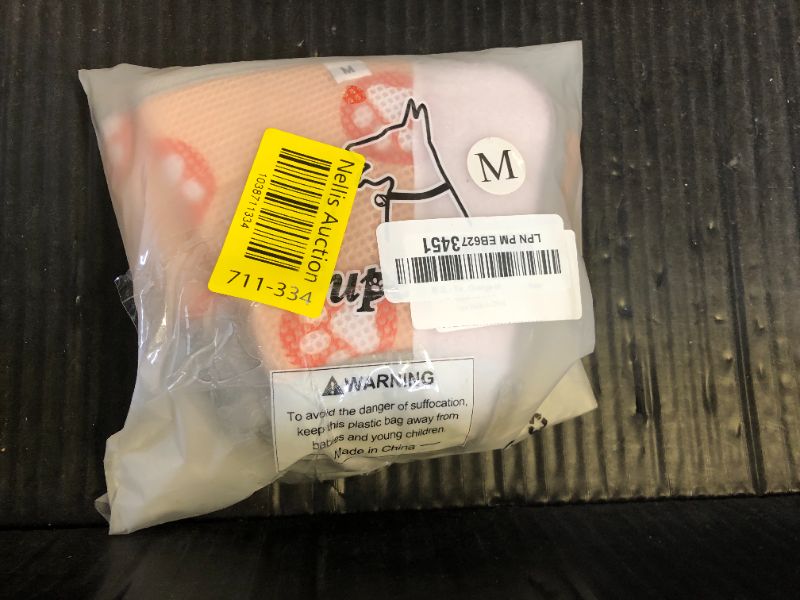 M
M
Nellis Auction
1038711334
711-334
LPN PM EB6273451
up
WARNING
To avoid the danger of suffocation,
keep this plastic bag away from
babies and young children.
Made in China